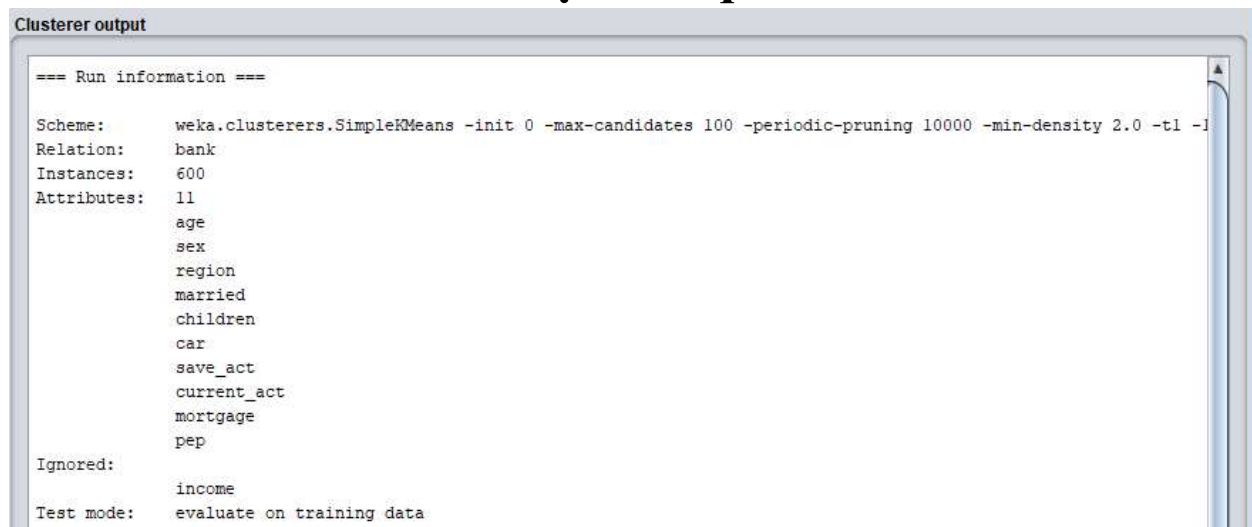 Clusterer output
=== Run information ===
Scheme: weka.clusterers.SimpleKMeans -init 0 -max-candidates 100 -periodic-pruning 10000 -min-density 2.0 -t1
Relation: bank
Instances: 600
Attributes: 11
age
sex
region
married
children
car
save_act
current_act
mortgage
pep
Ignored:
income
Test mode: evaluate on training data